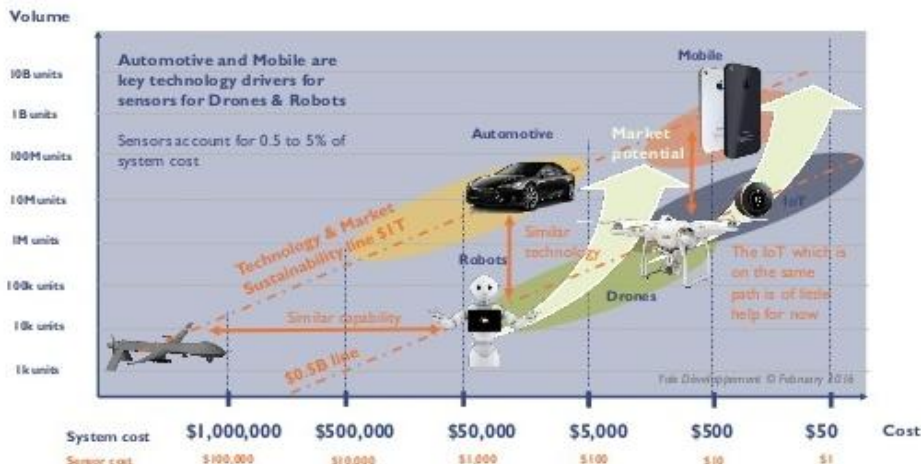 Volume
10B units
1B units
100M units
10M units
1M units
100k units
10k units
1k units
Automotive and Mobile are
key technology drivers for
sensors for Drones & Robots
Sensors account for 0.5 to 5% of
system cost
Mobile
Automotive
Market
potential
Technology & Market
Sustainability line $1T
Similar
technology
IoT
Robots
Drones
The IoT which is
on the same
path is of little
help for now
Similar capability
$0.5B line
Yole Développement © February 2016
System cost $1,000,000 $500,000 $50,000 $5,000 $500 $50 Cost
Sensor cost $100,000 $10,000 $1,000 $100 $10 $1